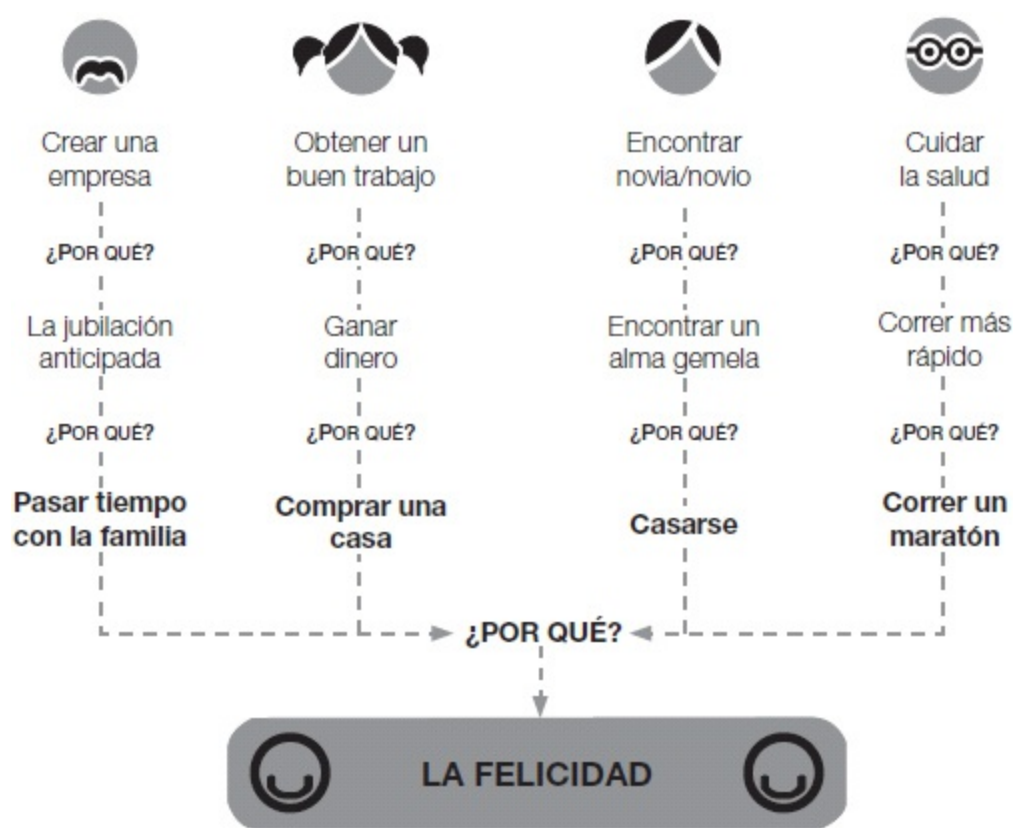 Crear una
empresa
¿POR QUÉ?
La jubilación
anticipada
¿POR QUÉ?
Pasar tiempo
con la familia
Obtener un
buen trabajo
¿POR QUÉ?
Ganar
dinero
¿POR QUÉ?
Comprar una
casa
Encontrar
novia/novio
¿POR QUÉ?
Encontrar un
alma gemela
¿POR QUÉ?
Casarse
Cuidar
la salud
¿POR QUÉ?
Correr más
rápido
¿POR QUÉ?
Correr un
maratón
¿POR QUÉ?
LA FELICIDAD